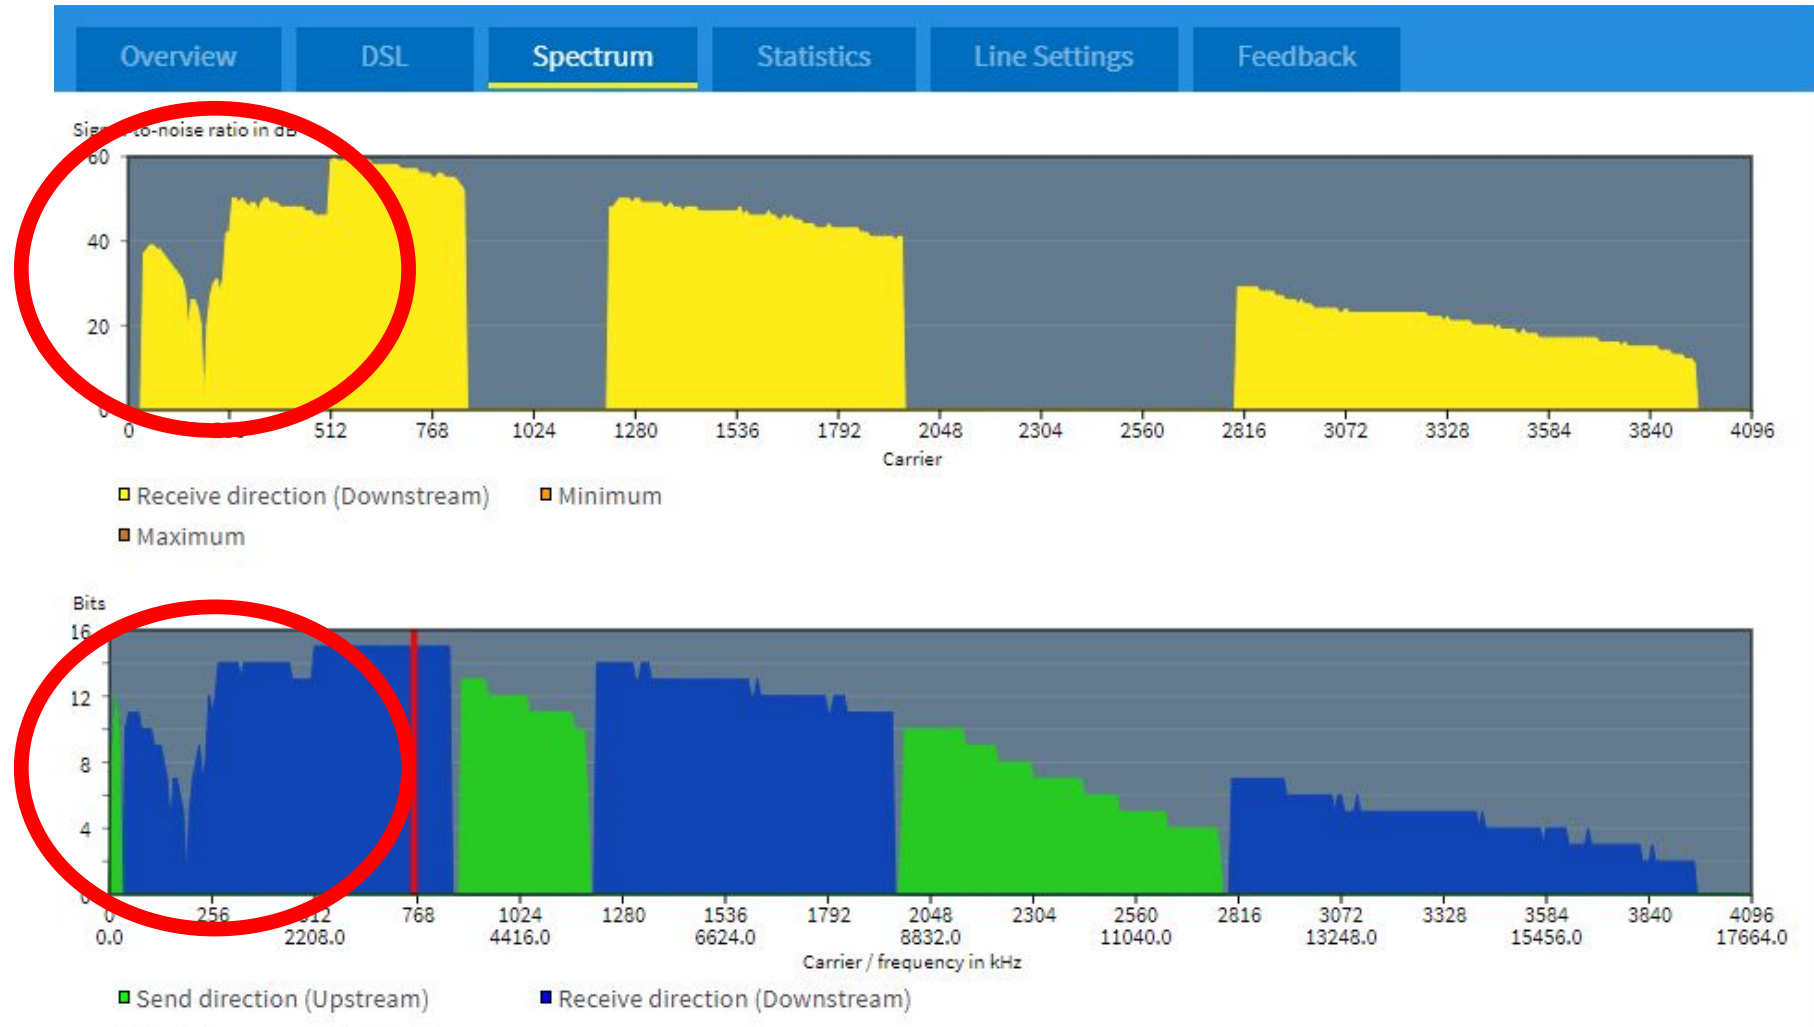 Overview DSL Spectrum Statistics Line Settings Feedback
to-noise ratio in dB
60
40
20
0
0 512 768 1024 1280 1536 1792 2048 2304 2560 2816 3072 3328 3584 3840 4096
Carrier
Receive direction (Downstream) Minimum
Maximum
Bits
16
12
8
4
0
0 256 512 768 1024 1280 1536 1792 2048 2304 2560 2816 3072 3328 3584 3840 4096
0.0 2208.0 4416.0 6624.0 8832.0 11040.0 13248.0 15456.0 17664.0
Carrier / frequency in kHz
Send direction (Upstream) Receive direction (Downstream)